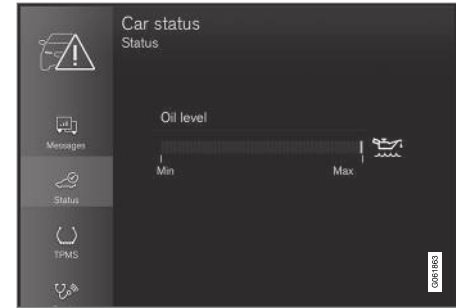 Car status
Status
Oil level
Min
Max
Messages
Status
TPMS
G061863